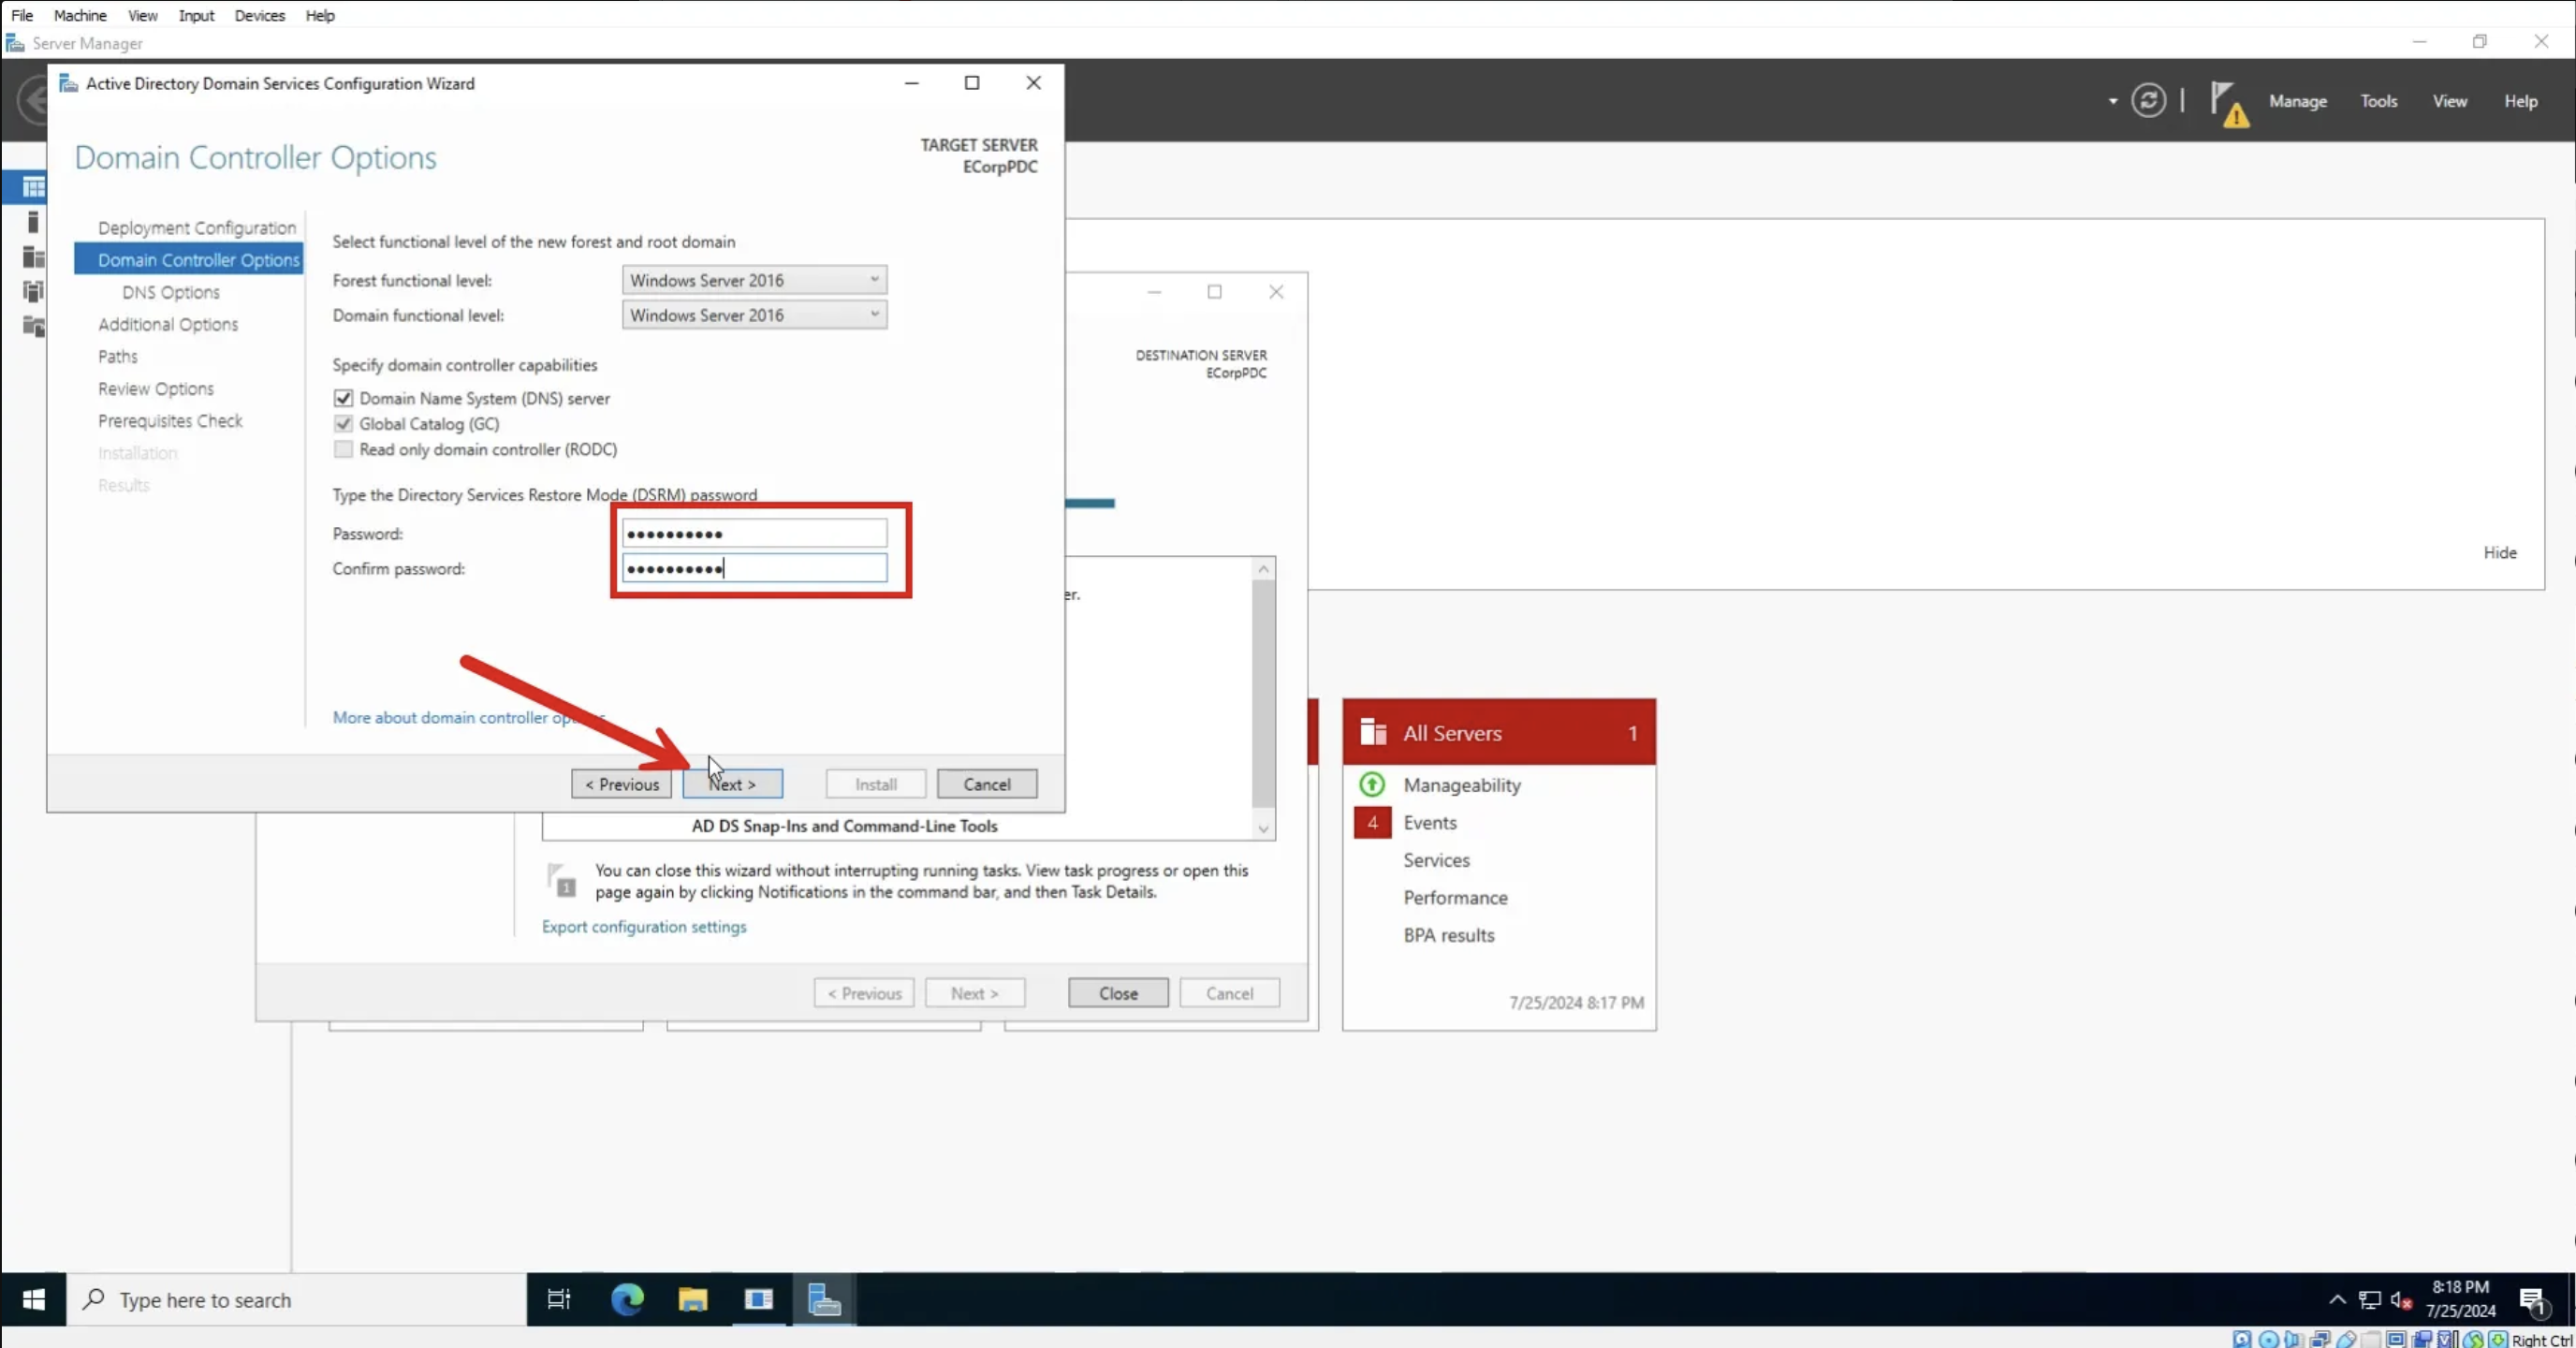 File Machine View Input Devices Help
Server Manager
Manage Tools View Help
Active Directory Domain Services Configuration Wizard
Domain Controller Options
TARGET SERVER
ECorpPDC
Deployment Configuration
Domain Controller Options
DNS Options
Additional Options
Paths
Review Options
Prerequisites Check
Installation
Results
Select functional level of the new forest and root domain
Forest functional level: Windows Server 2016
Domain functional level: Windows Server 2016
Specify domain controller capabilities
Domain Name System (DNS) server
Global Catalog (GC)
Read only domain controller (RODC)
Type the Directory Services Restore Mode (DSRM) password
Password: ••••••••••
Confirm password: ••••••••••
More about domain controller
< Previous Next > Install Cancel
DESTINATION SERVER
ECorpPDC
er.
AD DS Snap-Ins and Command-Line Tools
1
You can close this wizard without interrupting running tasks. View task progress or open this
page again by clicking Notifications in the command bar, and then Task Details.
Export configuration settings
< Previous Next > Close Cancel
Hide
All Servers 1
Manageability
4 Events
Services
Performance
BPA results
7/25/2024 8:17 PM
Type here to search
8:18 PM
7/25/2024
1
Right Ctrl